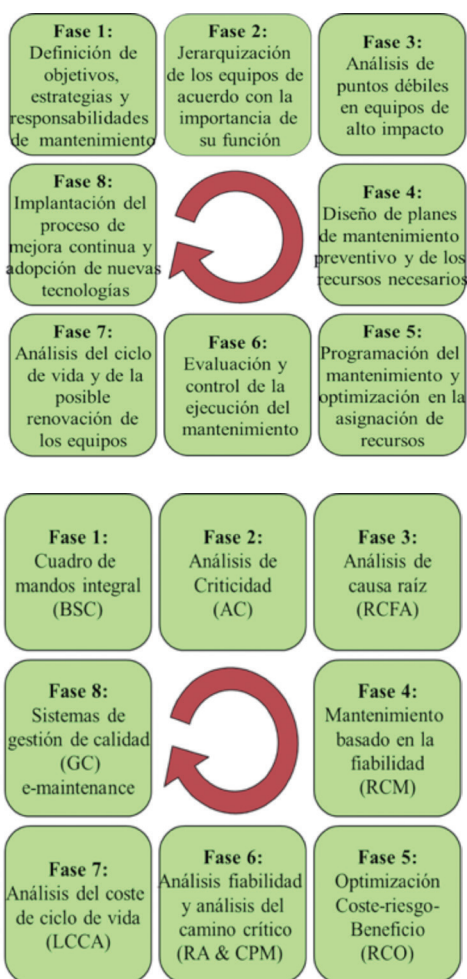 Fase 1:
Definición de
objetivos,
estrategias y
responsabilidades
de mantenimiento
Fase 2:
Jerarquización
de los equipos de
acuerdo con la
importancia de
su función
Fase 3:
Análisis de
puntos débiles
en equipos de
alto impacto
Fase 8:
Implantación del
proceso de
mejora continua y
adopción de nuevas
tecnologías
Fase 4:
Diseño de planes
de mantenimiento
preventivo y de los
recursos necesarios
Fase 7:
Análisis del ciclo
de vida y de la
posible
renovación de
los equipos
Fase 6:
Evaluación y
control de la
ejecución del
mantenimiento
Fase 5:
Programación del
mantenimiento y
optimización en la
asignación de
recursos
Fase 1:
Cuadro de
mandos integral
(BSC)
Fase 2:
Análisis de
Criticidad
(AC)
Fase 3:
Análisis de
causa raíz
(RCFA)
Fase 8:
Sistemas de
gestión de calidad
(GC)
e-maintenance
Fase 4:
Mantenimiento
basado en la
fiabilidad
(RCM)
Fase 7:
Análisis del coste
de ciclo de vida
(LCCA)
Fase 6:
Análisis fiabilidad
y análisis del
camino crítico
(RA & CPM)
Fase 5:
Optimización
Coste-riesgo-
Beneficio
(RCO)